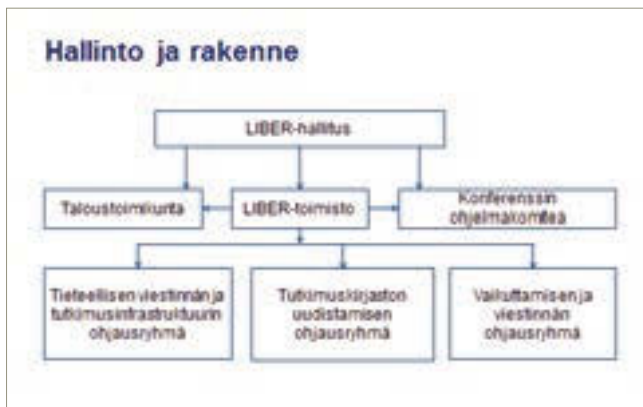 Hallinto ja rakenne
LIBER-hallitus
Taloustoimikunta
LIBER-toimisto
Konferenssin
ohjelmakomitea
Tieteellisen viestinnän ja
tutkimusinfrastruktuurin
ohjausryhmä
Tutkimuskirjaston
uudistamisen
ohjausryhmä
Vaikuttamisen ja
viestinnän
ohjausryhmä